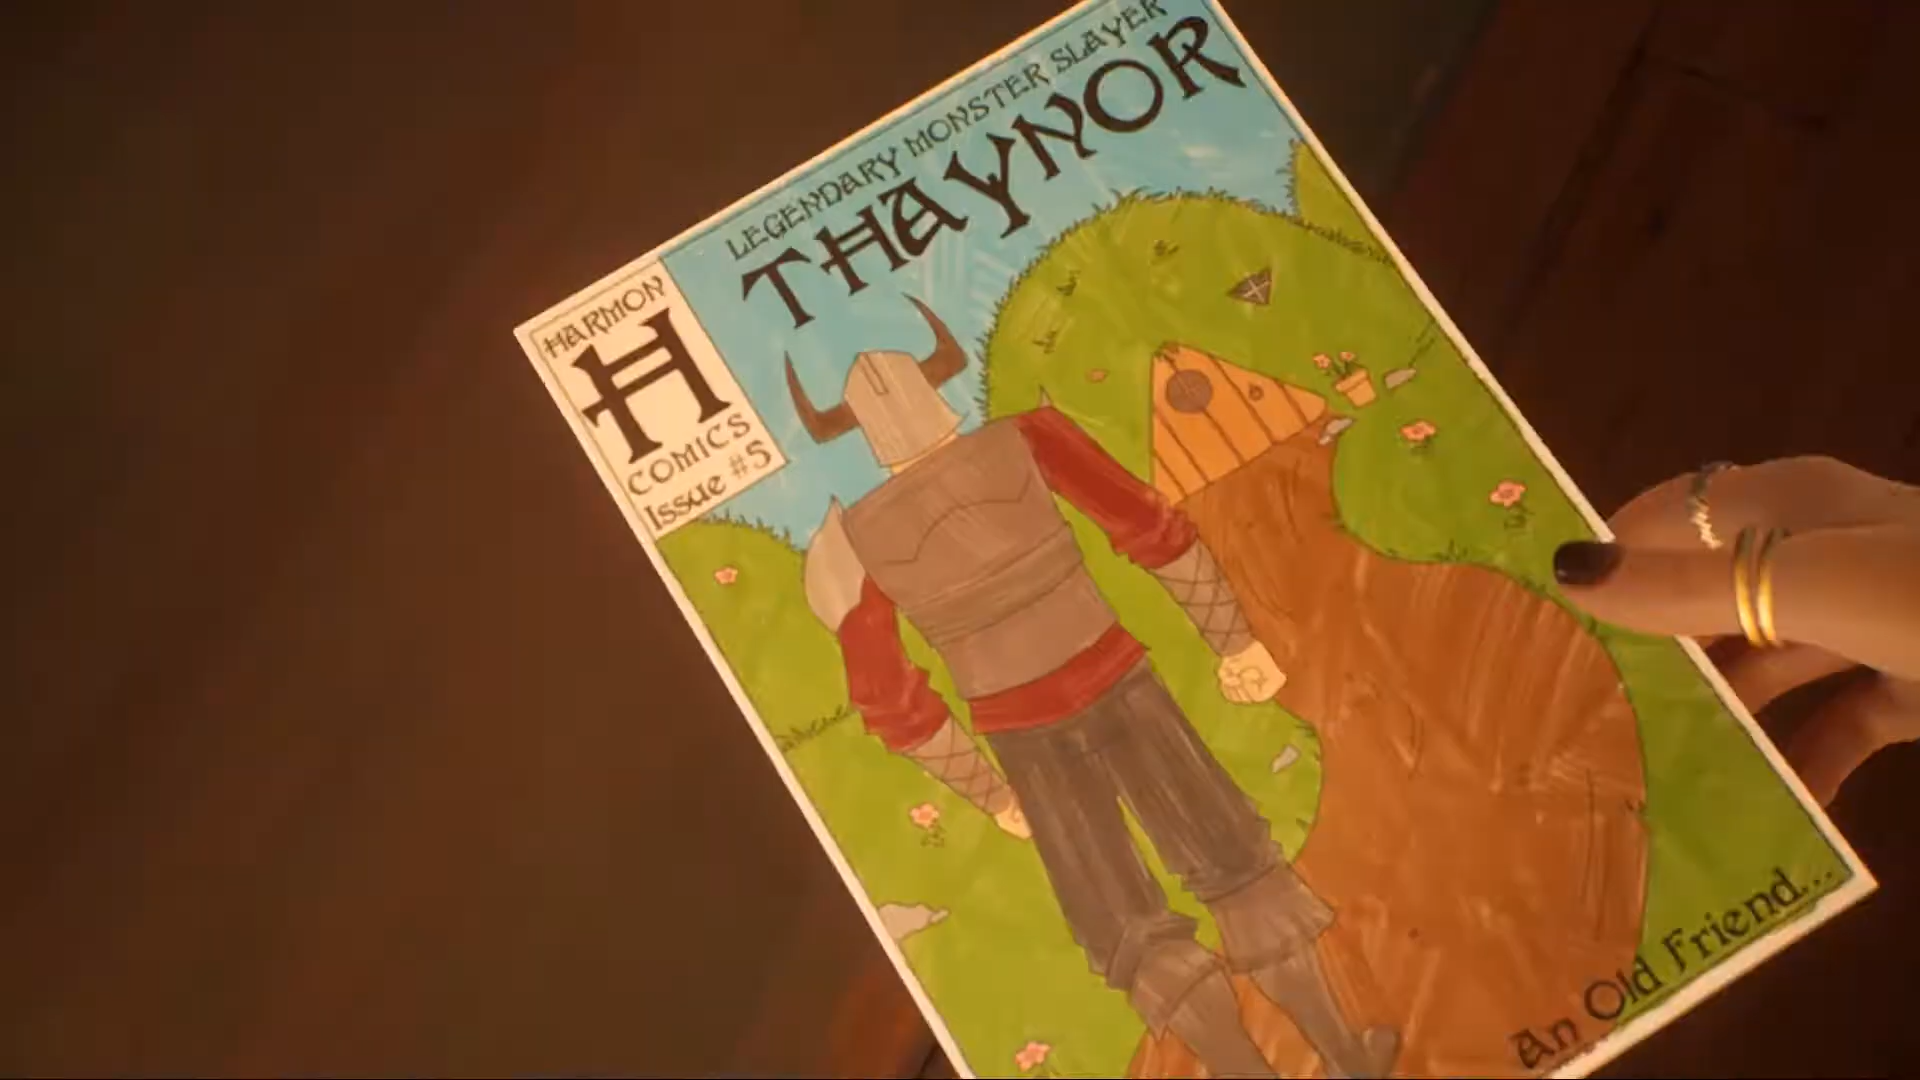 LEGENDARY MONSTER SLAYER
THAYNOR
HARMON
H
COMICS
Issue #5
An Old Friend...